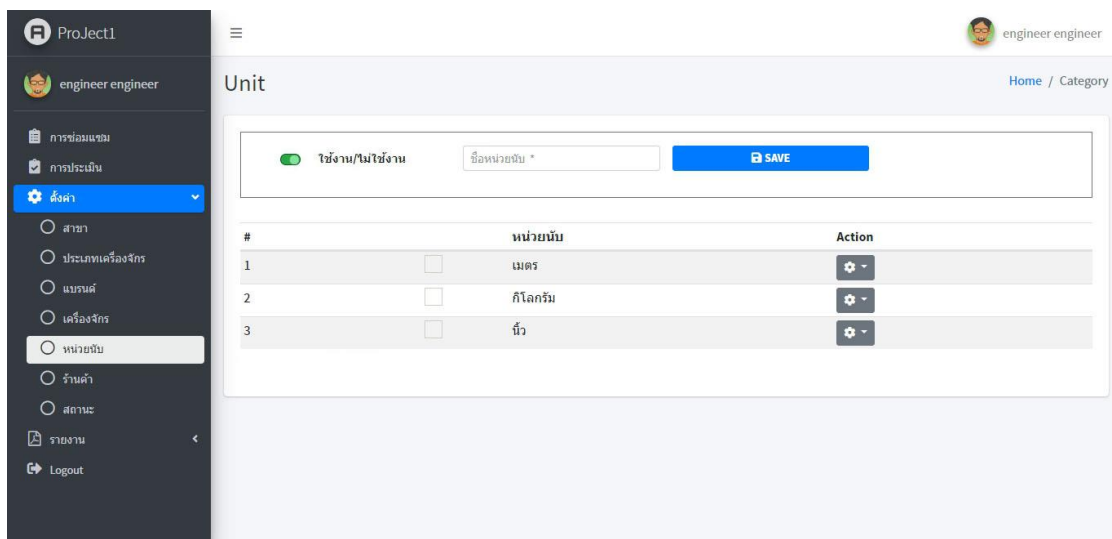 ProJect1
engineer engineer
engineer engineer
Unit
Home / Category
การซ่อมแซม
การประเมิน
ตั้งค่า
สาขา
ประเภทเครื่องจักร
แบรนด์
เครื่องจักร
หน่วยนับ
ร้านค้า
สถานะ
รายงาน
Logout
ใช้งาน/ไม่ใช้งาน ชื่อหน่วยนับ * SAVE
# หน่วยนับ Action
1 เมตร
2 กิโลกรัม
3 นิ้ว